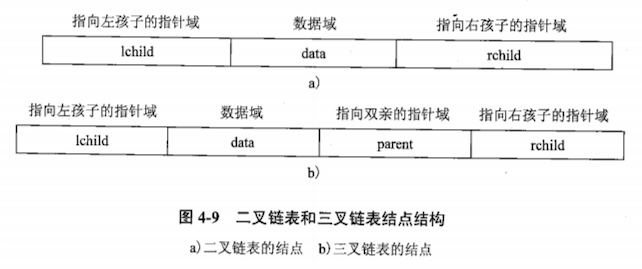 指向左孩子的指针域 数据域 指向右孩子的指针域
lchild data rchild
a)
指向左孩子的指针域 数据域 指向双亲的指针域 指向右孩子的指针域
lchild data parent rchild
b)
图 4-9 二叉链表和三叉链表结点结构
a)二叉链表的结点 b)三叉链表的结点